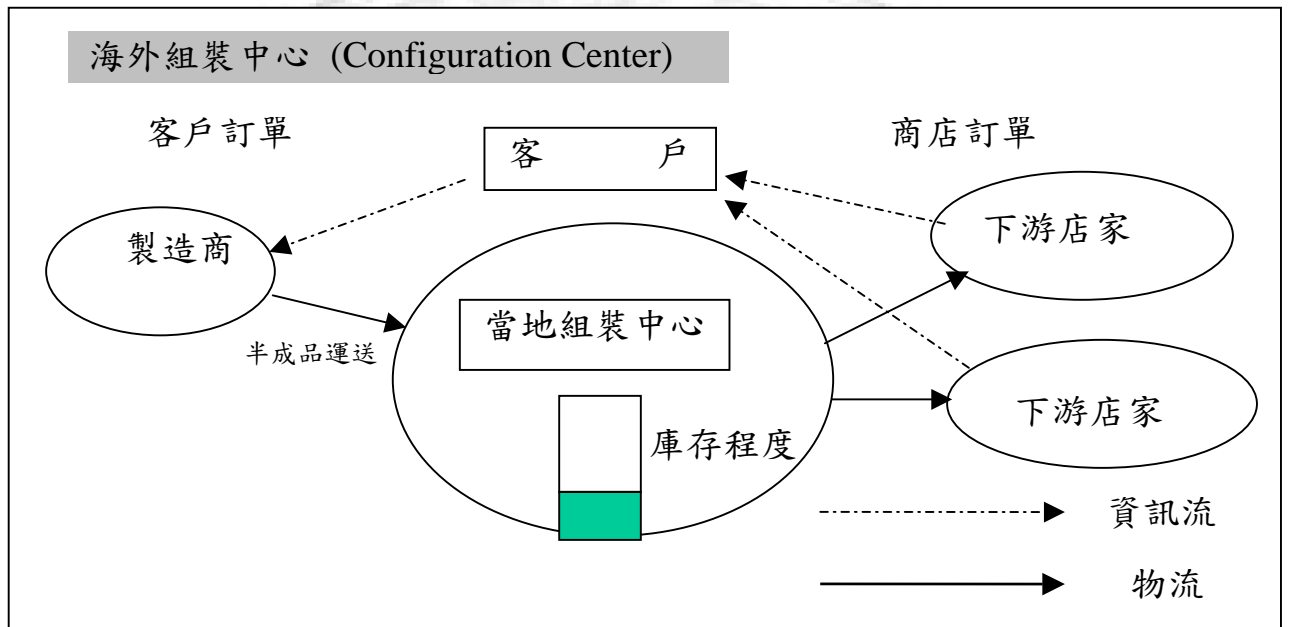 海外組裝中心 (Configuration Center)
客戶訂單
客 戶
商店訂單
製造商
下游店家
當地組裝中心
半成品運送
下游店家
庫存程度
資訊流
物流